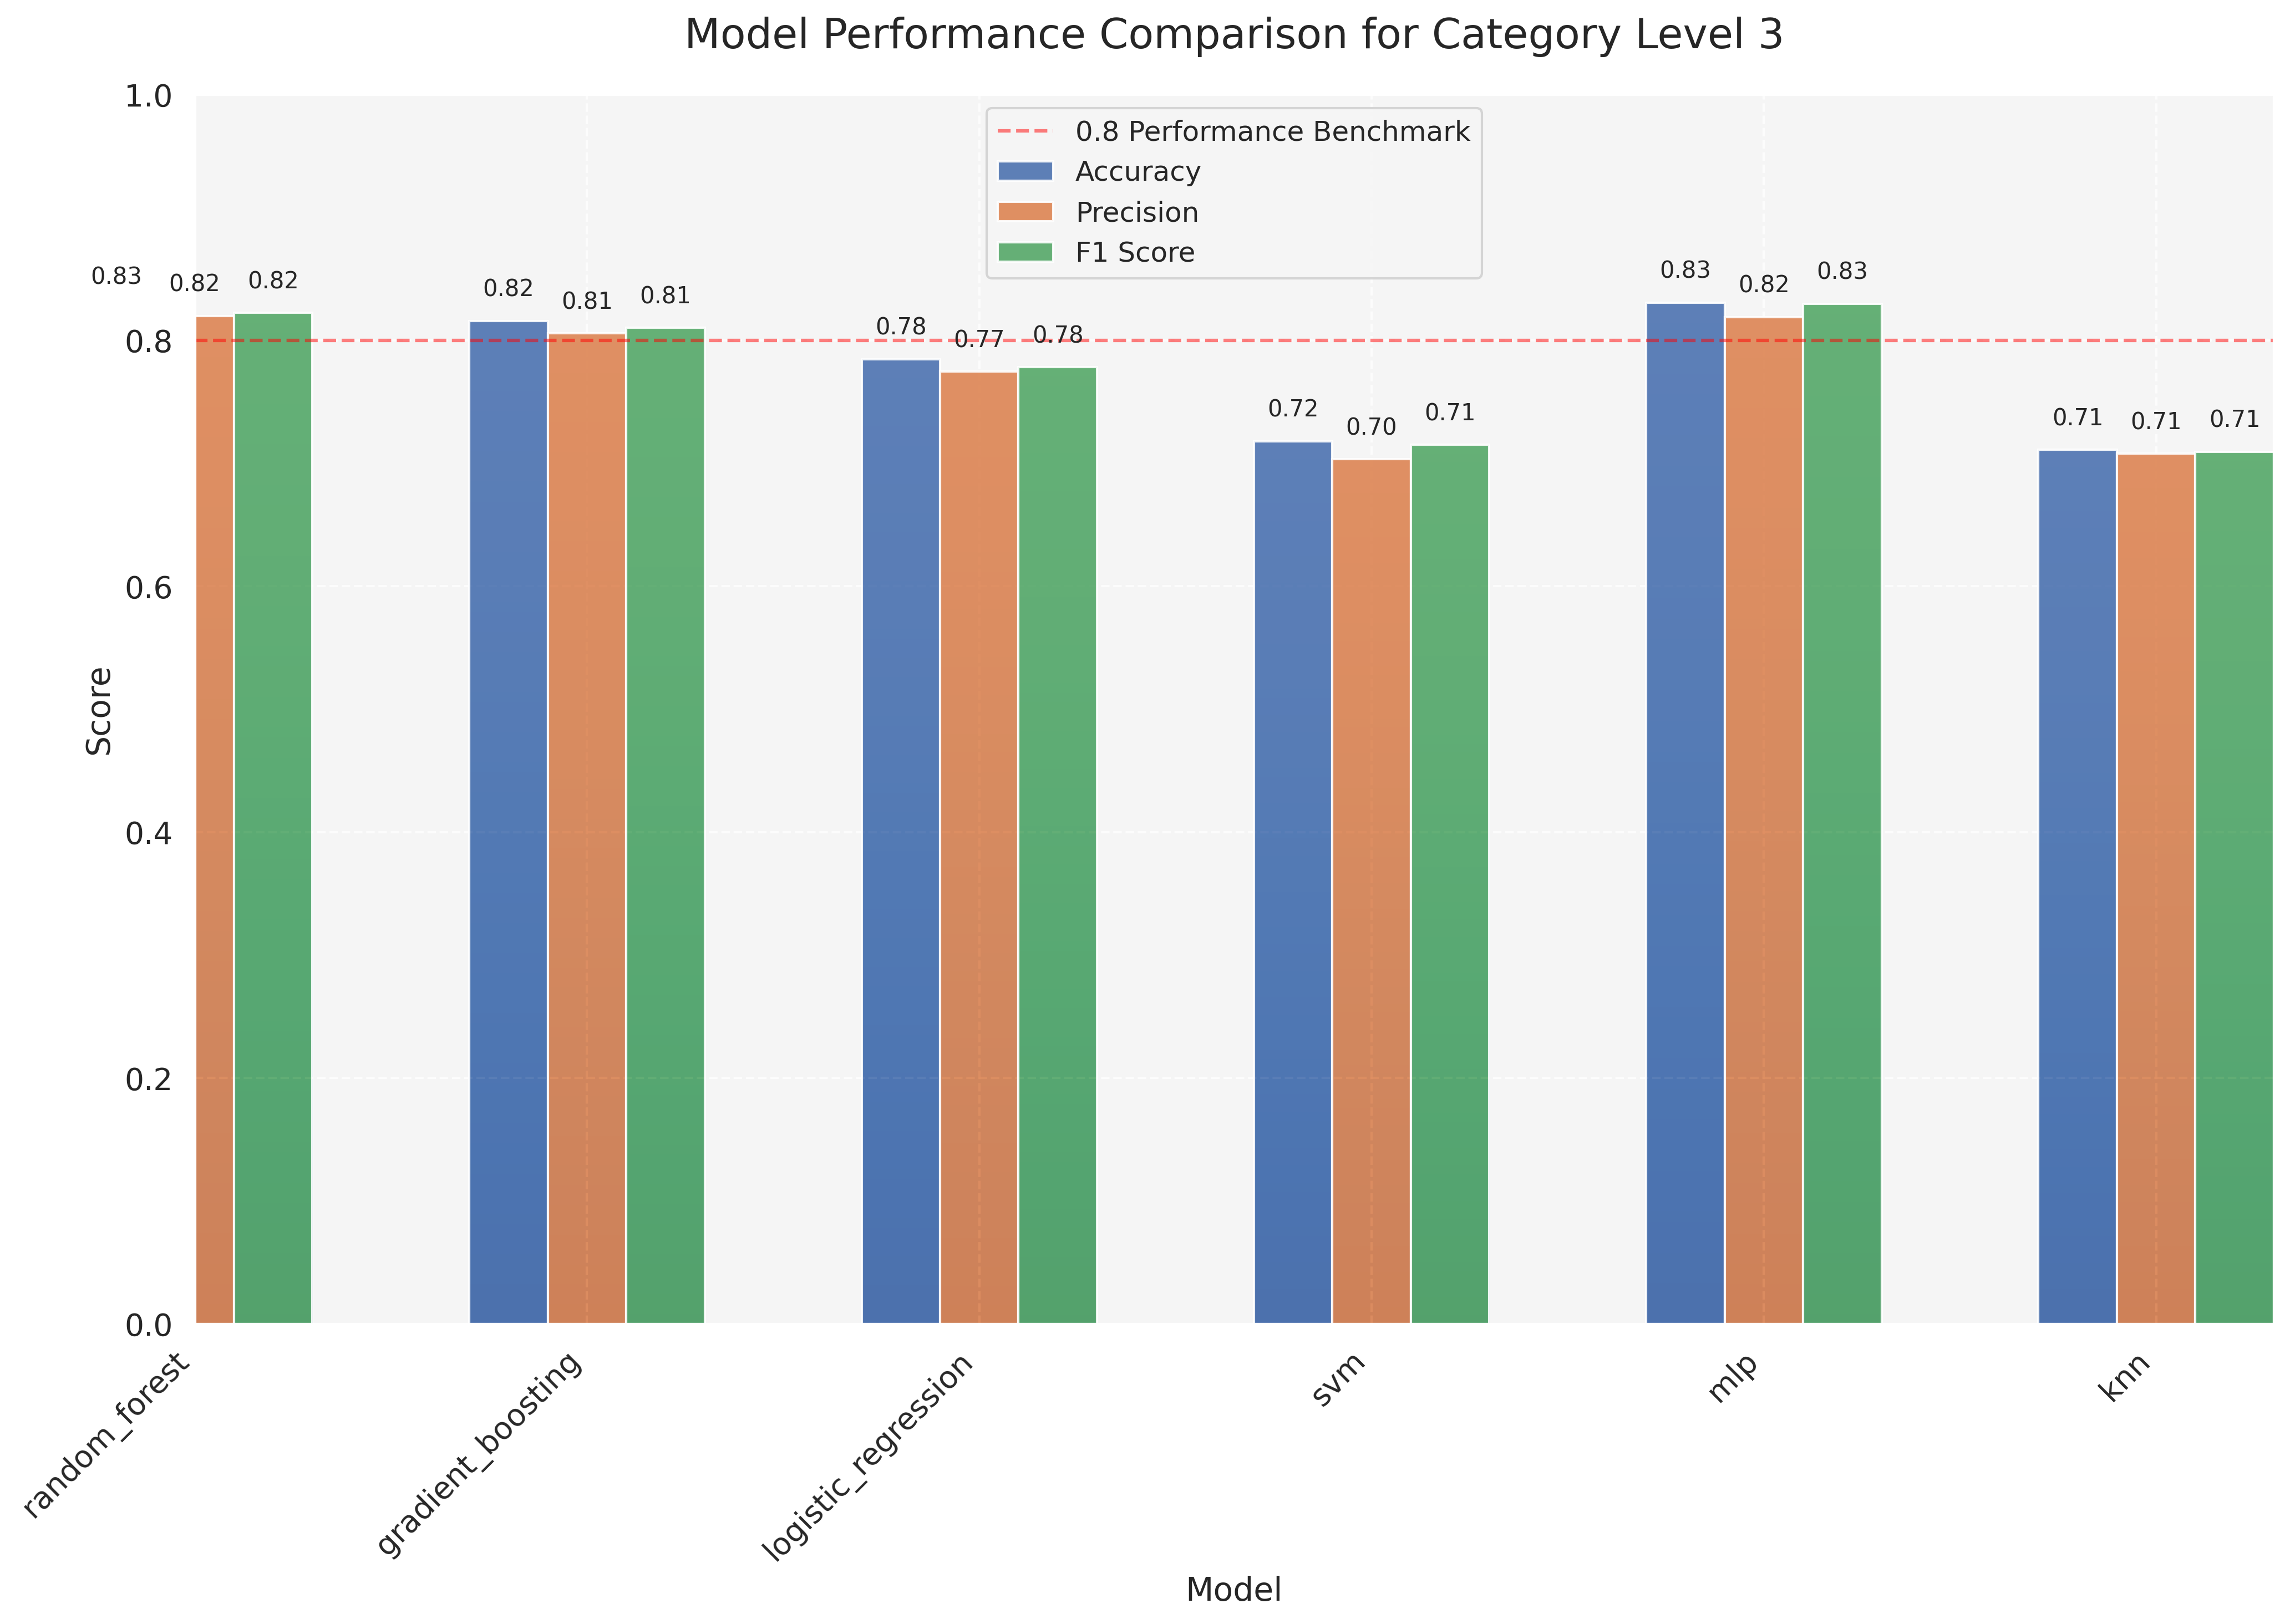 Model Performance Comparison for Category Level 3
1.0
0.8
0.6
0.4
0.2
0.0
Score
0.8 Performance Benchmark
Accuracy
Precision
F1 Score
0.83
0.82
0.82
0.82
0.81
0.81
0.78
0.77
0.78
0.72
0.70
0.71
0.83
0.82
0.83
0.71
0.71
0.71
random_forest
gradient_boosting
logistic_regression
svm
mlp
knn
Model